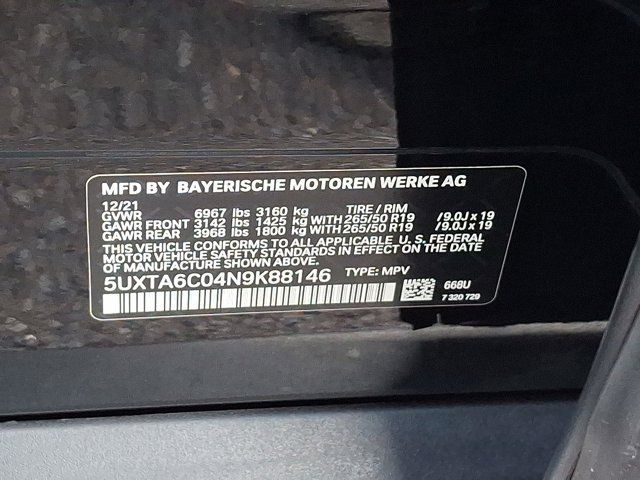 MFD BY BAYERISCHE MOTOREN WERKE AG
12/21 TIRE / RIM
GVWR 6967 lbs 3160 kg
GAWR FRONT 3142 lbs 1425 kg WITH 265/50 R19 /9.0J x 19
GAWR REAR 3968 lbs 1800 kg WITH 265/50 R19 /9.0J x 19
THIS VEHICLE CONFORMS TO ALL APPLICABLE U. S. FEDERAL
MOTOR VEHICLE SAFETY STANDARDS IN EFFECT ON THE DATE
OF MANUFACTURE SHOWN ABOVE.
5UXTA6C04N9K88146 TYPE: MPV
668U
7 320 729